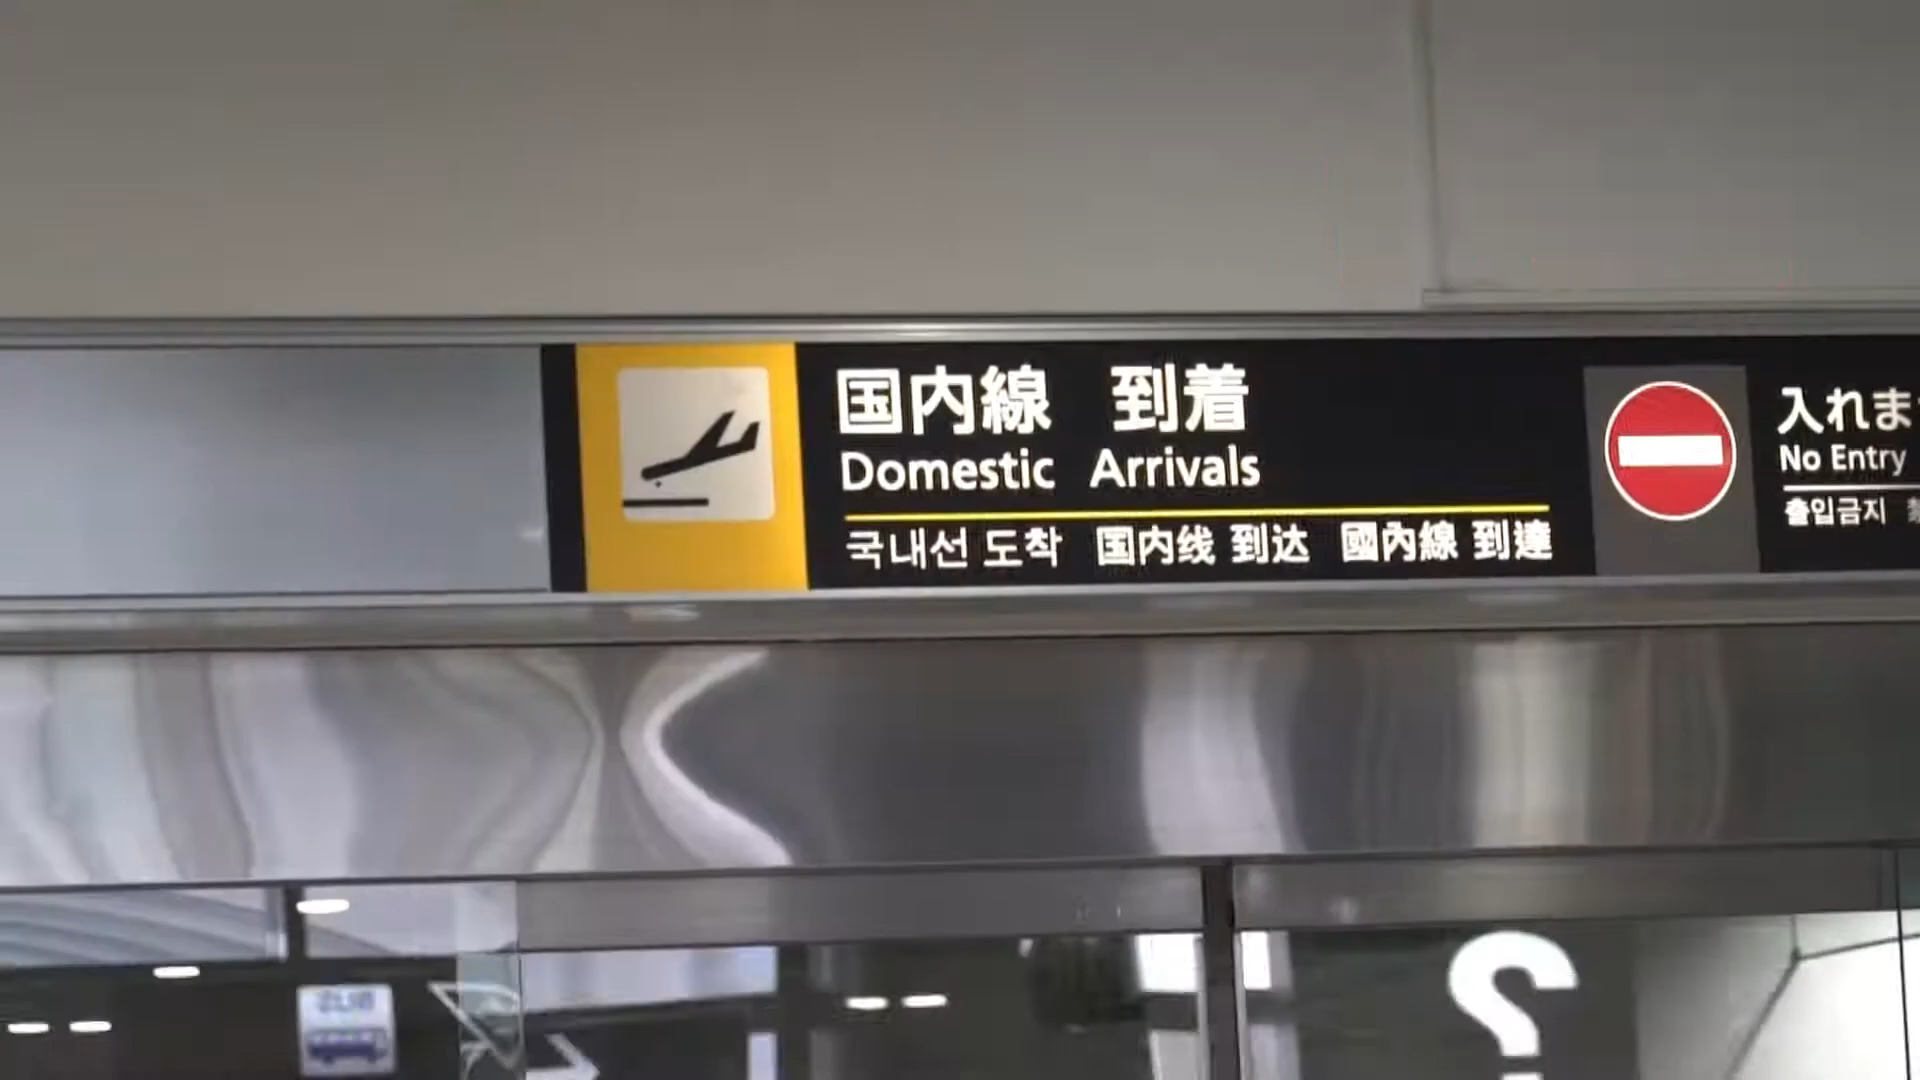 国内線 到着
Domestic Arrivals
국내선 도착 国内线 到达 國內線 到達
入れま
No Entry
출입금지
BUS
?